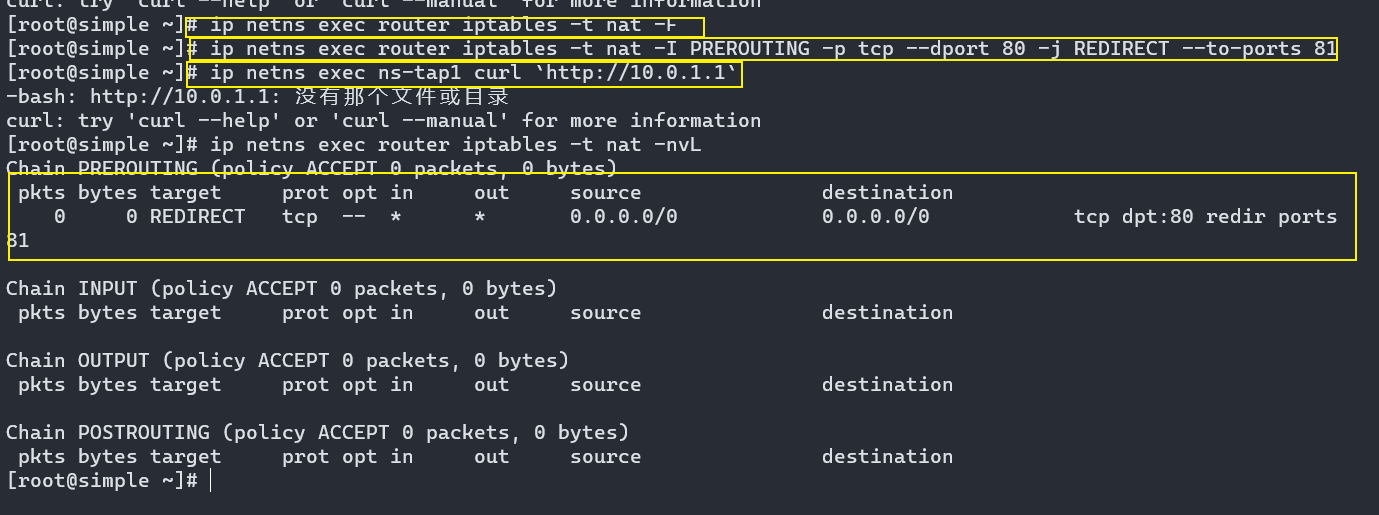 curl: try 'curl --help' or 'curl --manual' for more information
[root@simple ~]# ip netns exec router iptables -t nat -F
[root@simple ~]# ip netns exec router iptables -t nat -I PREROUTING -p tcp --dport 80 -j REDIRECT --to-ports 81
[root@simple ~]# ip netns exec ns-tap1 curl `http://10.0.1.1`
-bash: http://10.0.1.1: 没有那个文件或目录
curl: try 'curl --help' or 'curl --manual' for more information
[root@simple ~]# ip netns exec router iptables -t nat -nvL
Chain PREROUTING (policy ACCEPT 0 packets, 0 bytes)
 pkts bytes target     prot opt in     out     source               destination
    0     0 REDIRECT   tcp  --  *      *       0.0.0.0/0            0.0.0.0/0            tcp dpt:80 redir ports
81
Chain INPUT (policy ACCEPT 0 packets, 0 bytes)
 pkts bytes target     prot opt in     out     source               destination
Chain OUTPUT (policy ACCEPT 0 packets, 0 bytes)
 pkts bytes target     prot opt in     out     source               destination
Chain POSTROUTING (policy ACCEPT 0 packets, 0 bytes)
 pkts bytes target     prot opt in     out     source               destination
[root@simple ~]#